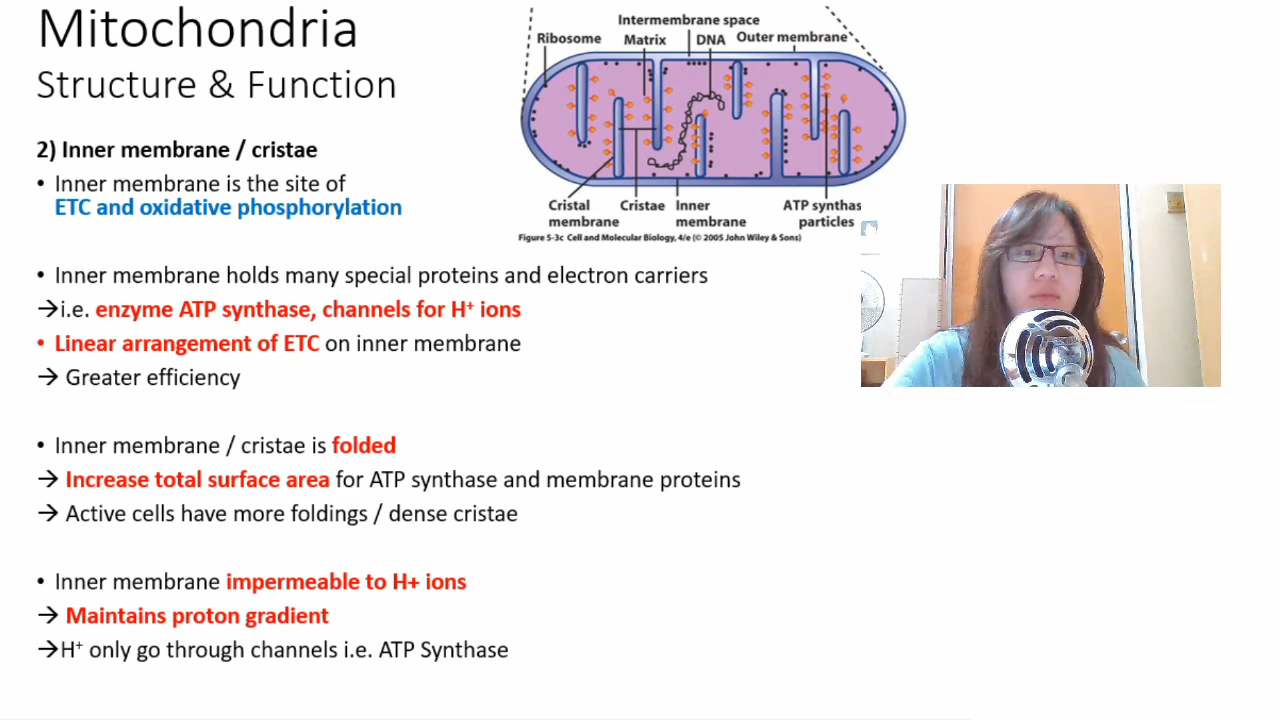 Mitochondria
Structure & Function
2) Inner membrane / cristae
• Inner membrane is the site of
ETC and oxidative phosphorylation
• Inner membrane holds many special proteins and electron carriers
→i.e. enzyme ATP synthase, channels for H⁺ ions
• Linear arrangement of ETC on inner membrane
→ Greater efficiency
• Inner membrane / cristae is folded
→ Increase total surface area for ATP synthase and membrane proteins
→ Active cells have more foldings / dense cristae
• Inner membrane impermeable to H+ ions
→ Maintains proton gradient
→H⁺ only go through channels i.e. ATP Synthase
Intermembrane space
Ribosome Matrix DNA Outer membrane
Cristal Cristae Inner ATP synthas
membrane membrane particles
Figure 5-3c Cell and Molecular Biology, 4/e (© 2005 John Wiley & Sons)